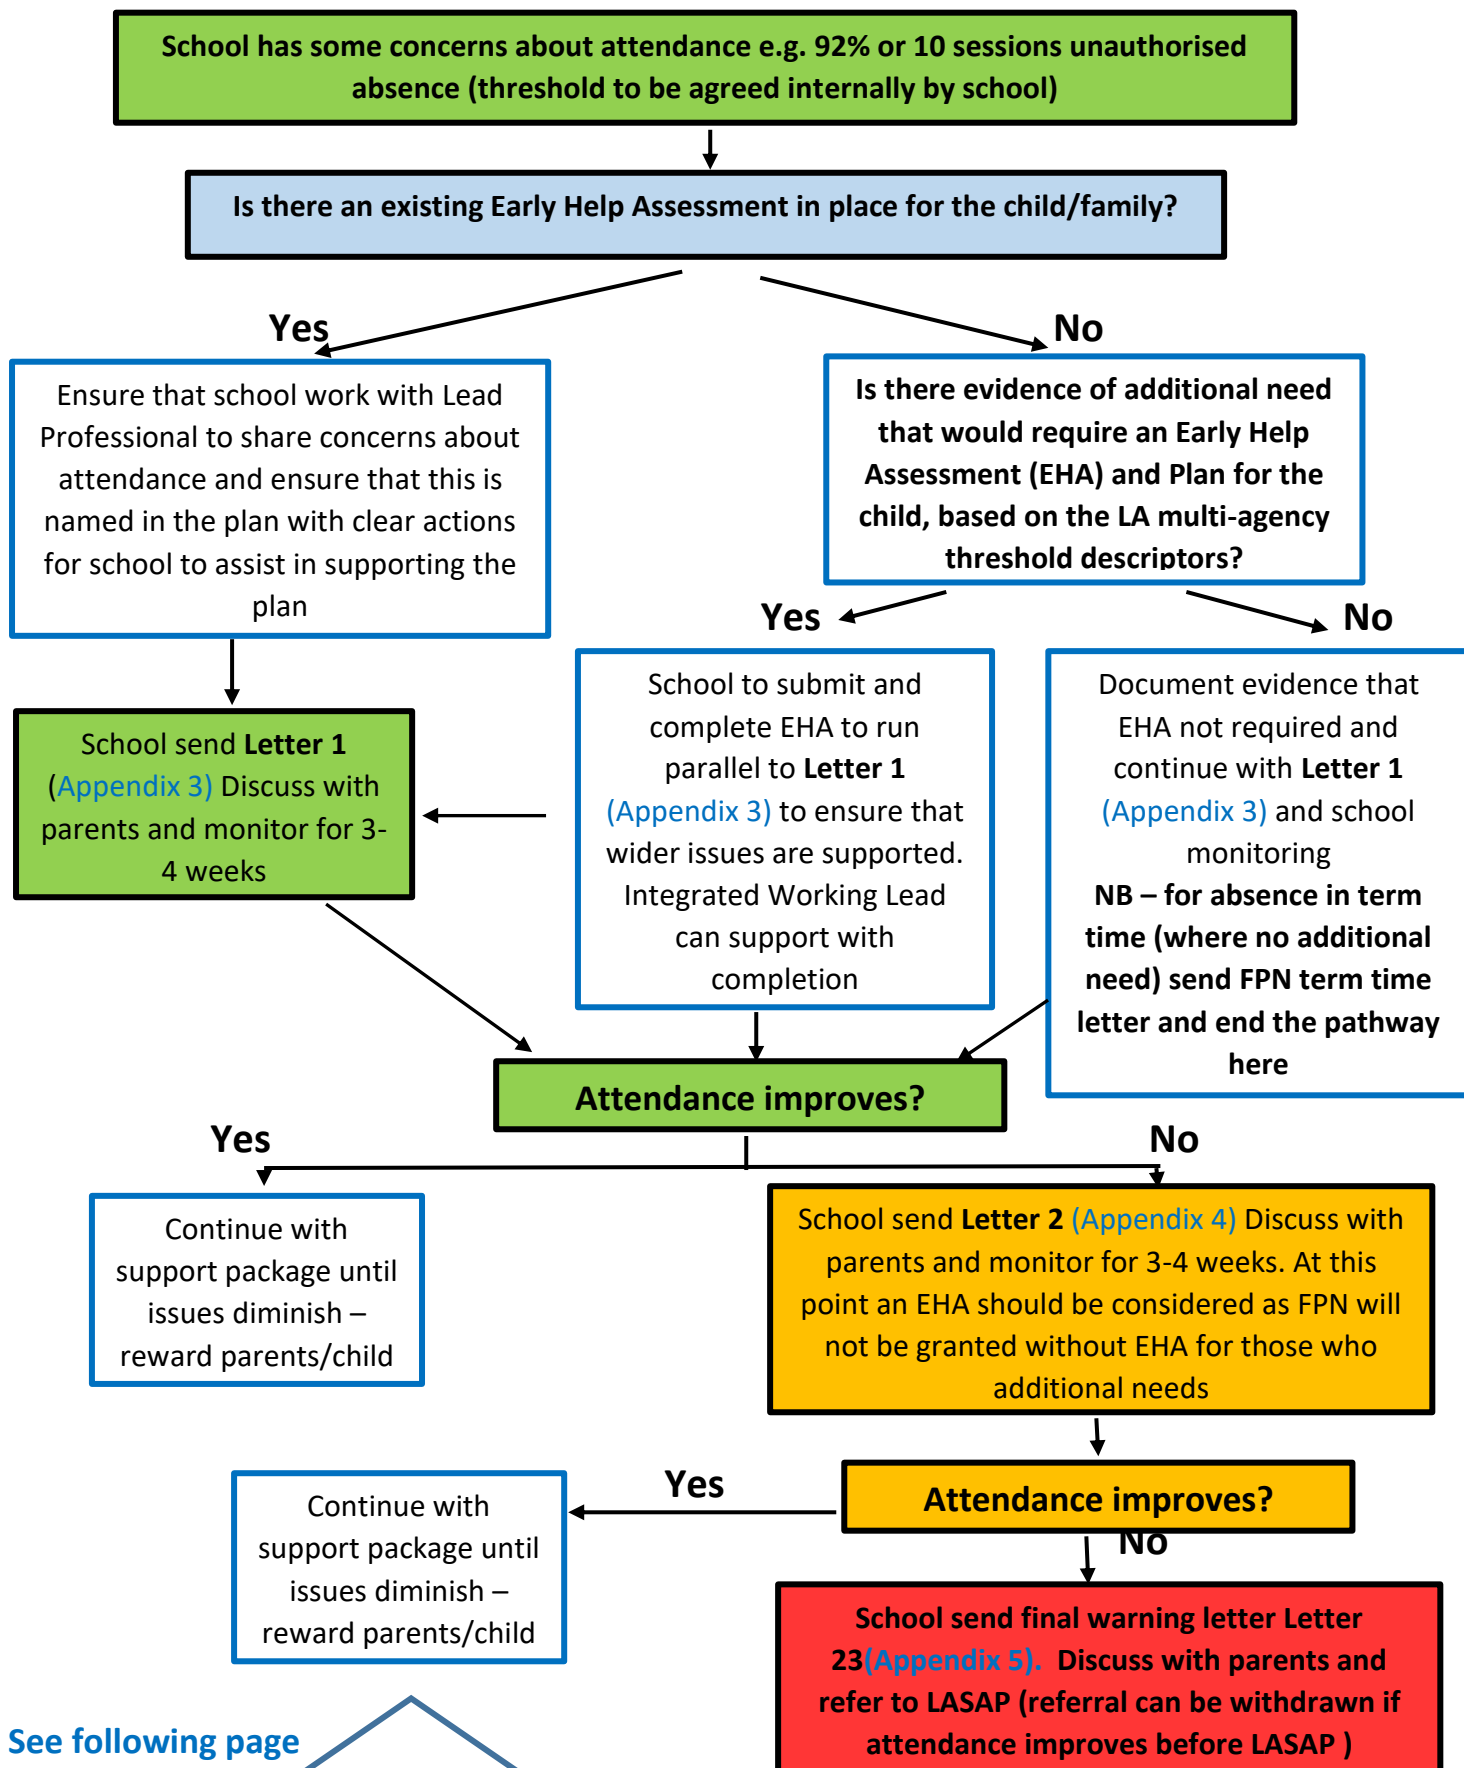 School has some concerns about attendance e.g. 92% or 10 sessions unauthorised
absence (threshold to be agreed internally by school)
Is there an existing Early Help Assessment in place for the child/family?
Yes
No
Ensure that school work with Lead
Professional to share concerns about
attendance and ensure that this is
named in the plan with clear actions
for school to assist in supporting the
plan
Is there evidence of additional need
that would require an Early Help
Assessment (EHA) and Plan for the
child, based on the LA multi-agency
threshold descriptors?
Yes
No
School send Letter 1
(Appendix 3) Discuss with
parents and monitor for 3-
4 weeks
School to submit and
complete EHA to run
parallel to Letter 1
(Appendix 3) to ensure that
wider issues are supported.
Integrated Working Lead
can support with
completion
Document evidence that
EHA not required and
continue with Letter 1
(Appendix 3) and school
monitoring
NB – for absence in term
time (where no additional
need) send FPN term time
letter and end the pathway
here
Attendance improves?
Yes
No
Continue with
support package until
issues diminish –
reward parents/child
School send Letter 2 (Appendix 4) Discuss with
parents and monitor for 3-4 weeks. At this
point an EHA should be considered as FPN will
not be granted without EHA for those who
additional needs
Yes
Attendance improves?
No
Continue with
support package until
issues diminish –
reward parents/child
School send final warning letter Letter
23(Appendix 5). Discuss with parents and
refer to LASAP (referral can be withdrawn if
attendance improves before LASAP )
See following page